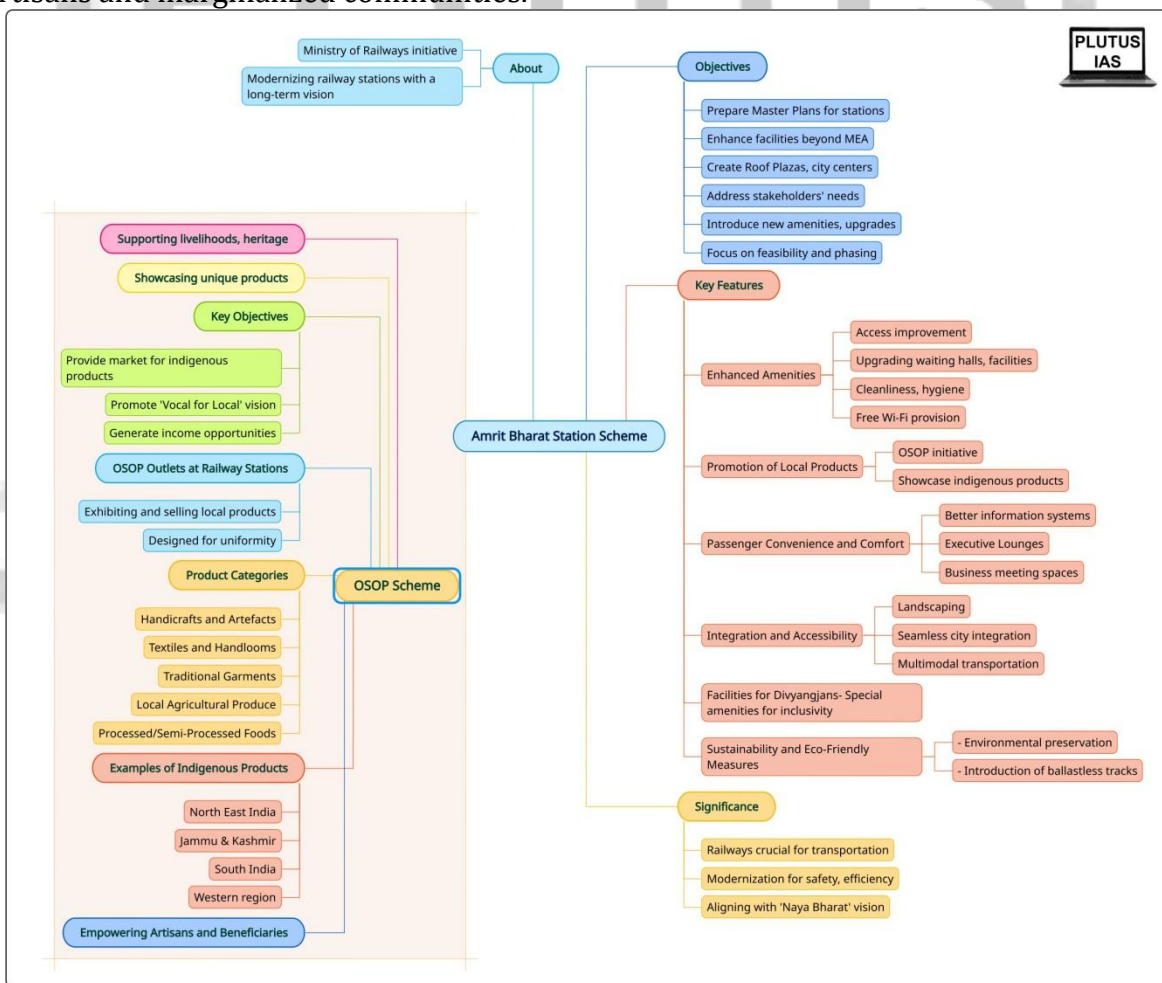 artisans and marginalized communities.
PLUTUS
IAS
Ministry of Railways initiative
Modernizing railway stations with a
long-term vision
About
Objectives
Prepare Master Plans for stations
Enhance facilities beyond MEA
Create Roof Plazas, city centers
Address stakeholders' needs
Introduce new amenities, upgrades
Focus on feasibility and phasing
Key Features
Enhanced Amenities
Access improvement
Upgrading waiting halls, facilities
Cleanliness, hygiene
Free Wi-Fi provision
Promotion of Local Products
OSOP initiative
Showcase indigenous products
Passenger Convenience and Comfort
Better information systems
Executive Lounges
Business meeting spaces
Integration and Accessibility
Landscaping
Seamless city integration
Multimodal transportation
Facilities for Divyangjans- Special
amenities for inclusivity
Sustainability and Eco-Friendly
Measures
- Environmental preservation
- Introduction of ballastless tracks
Significance
Railways crucial for transportation
Modernization for safety, efficiency
Aligning with 'Naya Bharat' vision
Amrit Bharat Station Scheme
OSOP Scheme
Supporting livelihoods, heritage
Showcasing unique products
Key Objectives
Provide market for indigenous
products
Promote 'Vocal for Local' vision
Generate income opportunities
OSOP Outlets at Railway Stations
Exhibiting and selling local products
Designed for uniformity
Product Categories
Handicrafts and Artefacts
Textiles and Handlooms
Traditional Garments
Local Agricultural Produce
Processed/Semi-Processed Foods
Examples of Indigenous Products
North East India
Jammu & Kashmir
South India
Western region
Empowering Artisans and Beneficiaries